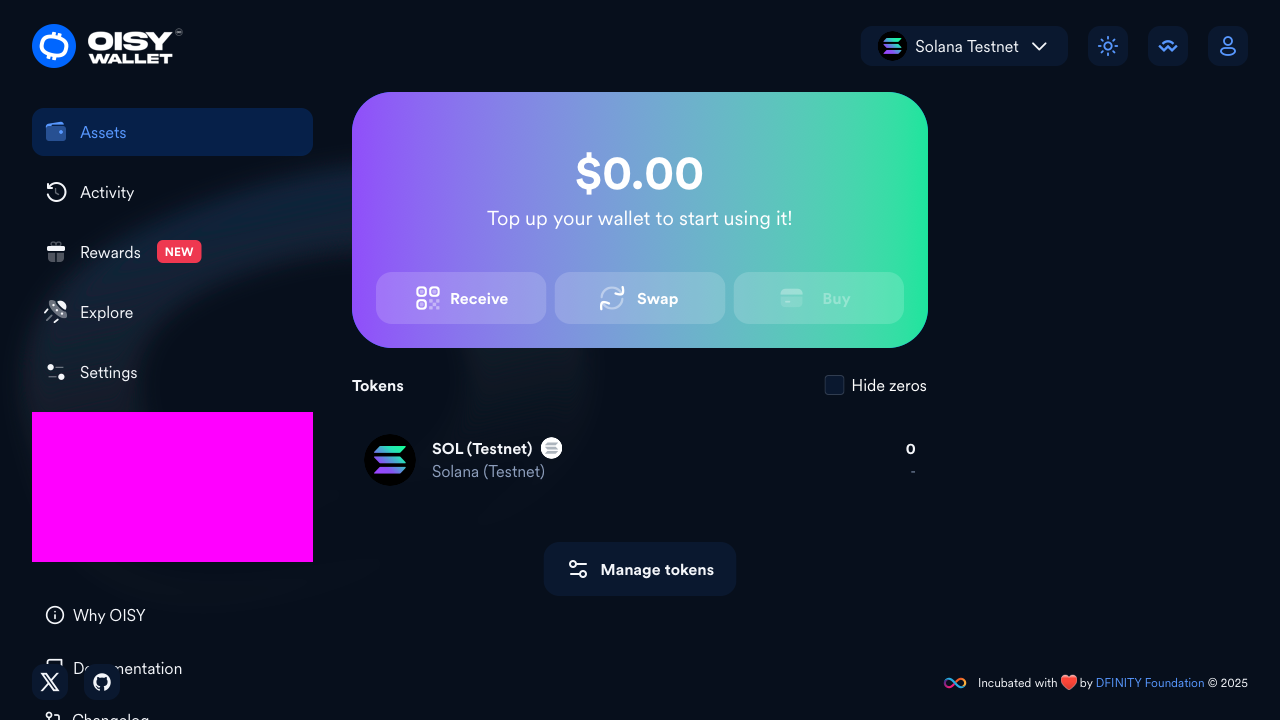 OISY
WALLET
Solana Testnet
Assets
Activity
Rewards NEW
Explore
Settings
$0.00
Top up your wallet to start using it!
Receive
Swap
Buy
Tokens
Hide zeros
SOL (Testnet)
0
Solana (Testnet)
-
Manage tokens
Why OISY
Documentation
Changelog
Incubated with ❤️ by DFINITY Foundation © 2025